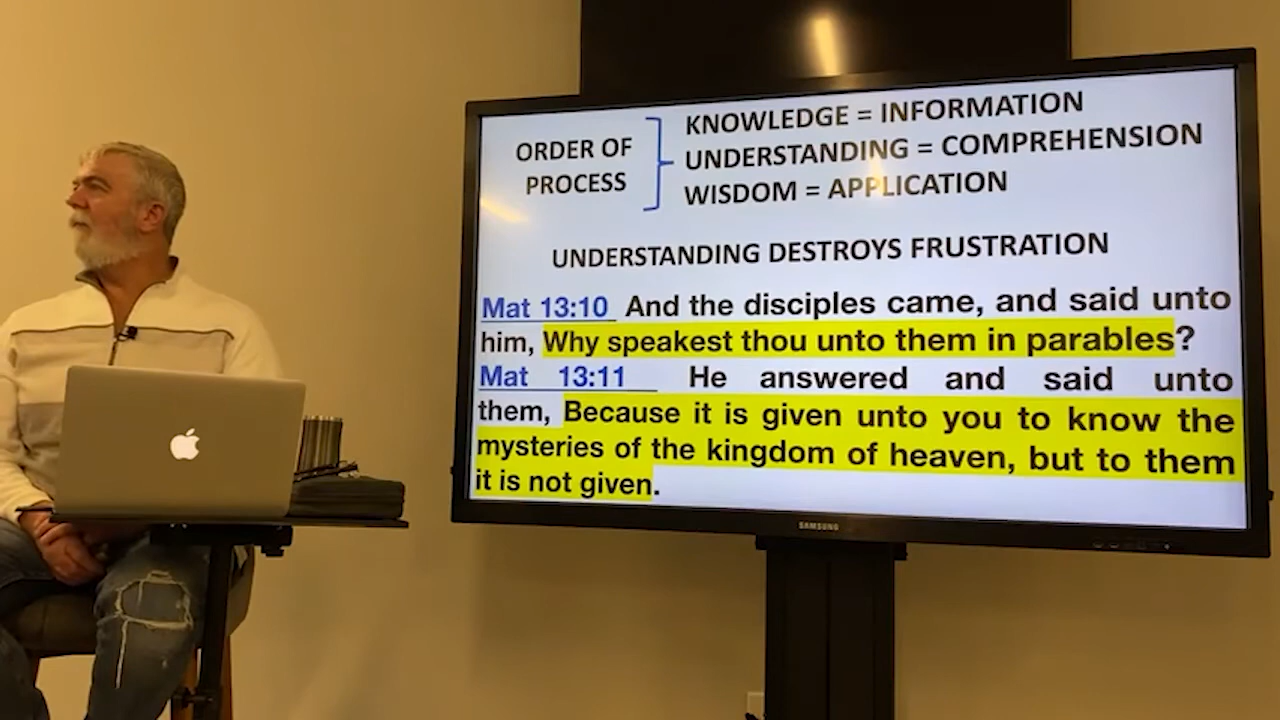 ORDER OF
PROCESS
KNOWLEDGE = INFORMATION
UNDERSTANDING = COMPREHENSION
WISDOM = APPLICATION
UNDERSTANDING DESTROYS FRUSTRATION
Mat 13:10 And the disciples came, and said unto
him, Why speakest thou unto them in parables?
Mat 13:11 He answered and said unto
them, Because it is given unto you to know the
mysteries of the kingdom of heaven, but to them
it is not given.
SAMSUNG